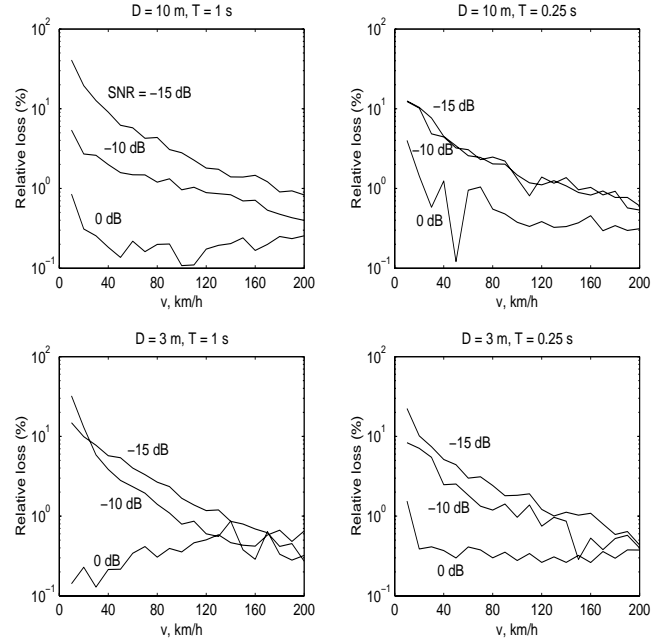 D = 10 m, T = 1 s
10^2
10^1
10^0
10^-1
Relative loss (%)
SNR = −15 dB
−10 dB
0 dB
0 40 80 120 160 200
v, km/h
D = 10 m, T = 0.25 s
10^2
10^1
10^0
10^-1
Relative loss (%)
−15 dB
−10 dB
0 dB
0 40 80 120 160 200
v, km/h
D = 3 m, T = 1 s
10^2
10^1
10^0
10^-1
Relative loss (%)
−15 dB
−10 dB
0 dB
0 40 80 120 160 200
v, km/h
D = 3 m, T = 0.25 s
10^2
10^1
10^0
10^-1
Relative loss (%)
−15 dB
−10 dB
0 dB
0 40 80 120 160 200
v, km/h